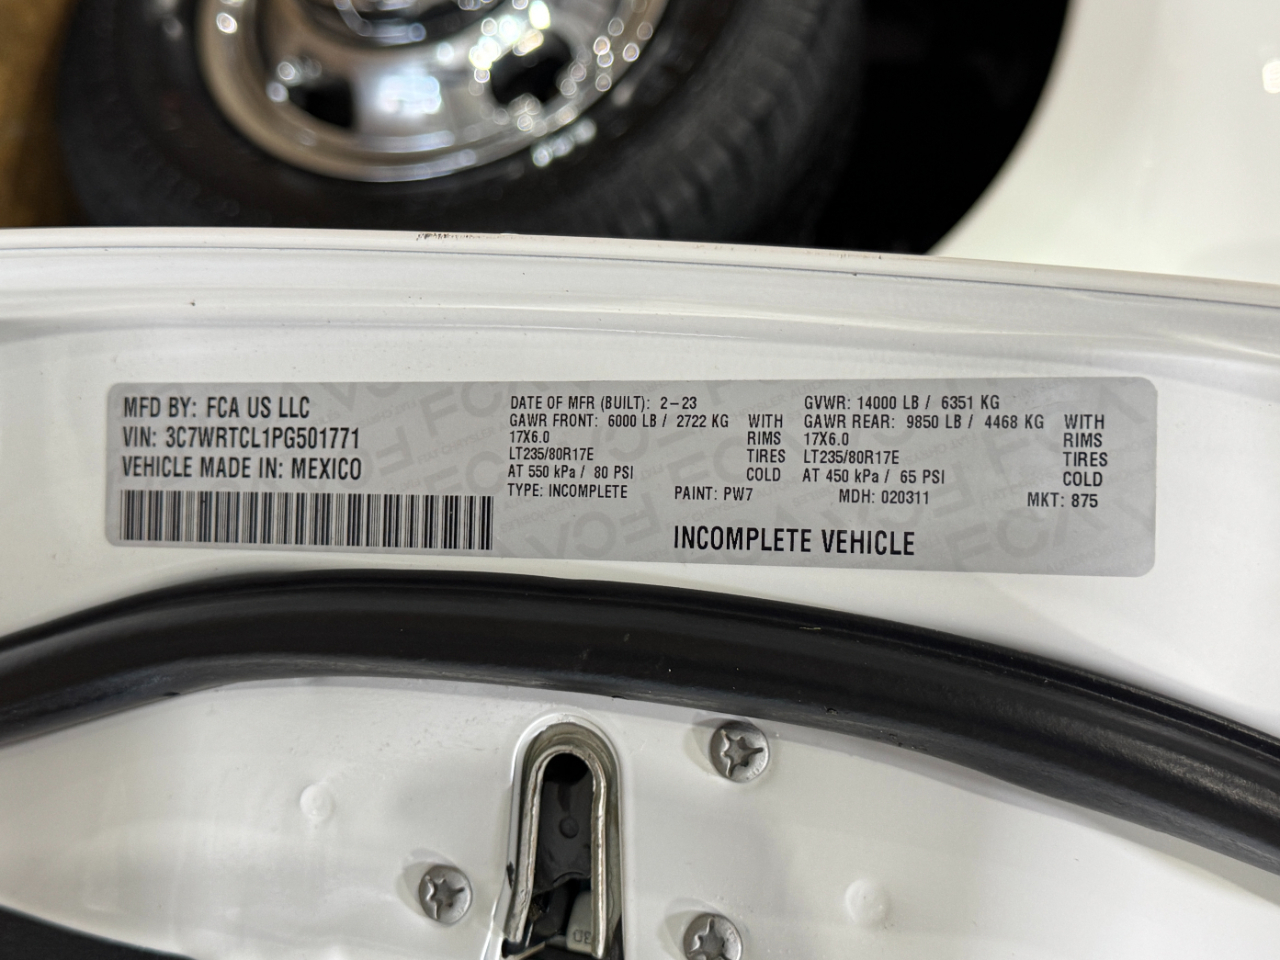 MFD BY: FCA US LLC
VIN: 3C7WRTCL1PG501771
VEHICLE MADE IN: MEXICO
DATE OF MFR (BUILT): 2-23
GAWR FRONT: 6000 LB / 2722 KG WITH
17X6.0 RIMS
LT235/80R17E TIRES
AT 550 kPa / 80 PSI COLD
TYPE: INCOMPLETE
GVWR: 14000 LB / 6351 KG
GAWR REAR: 9850 LB / 4468 KG WITH
17X6.0 RIMS
LT235/80R17E TIRES
AT 450 kPa / 65 PSI COLD
PAINT: PW7 MDH: 020311 MKT: 875
INCOMPLETE VEHICLE